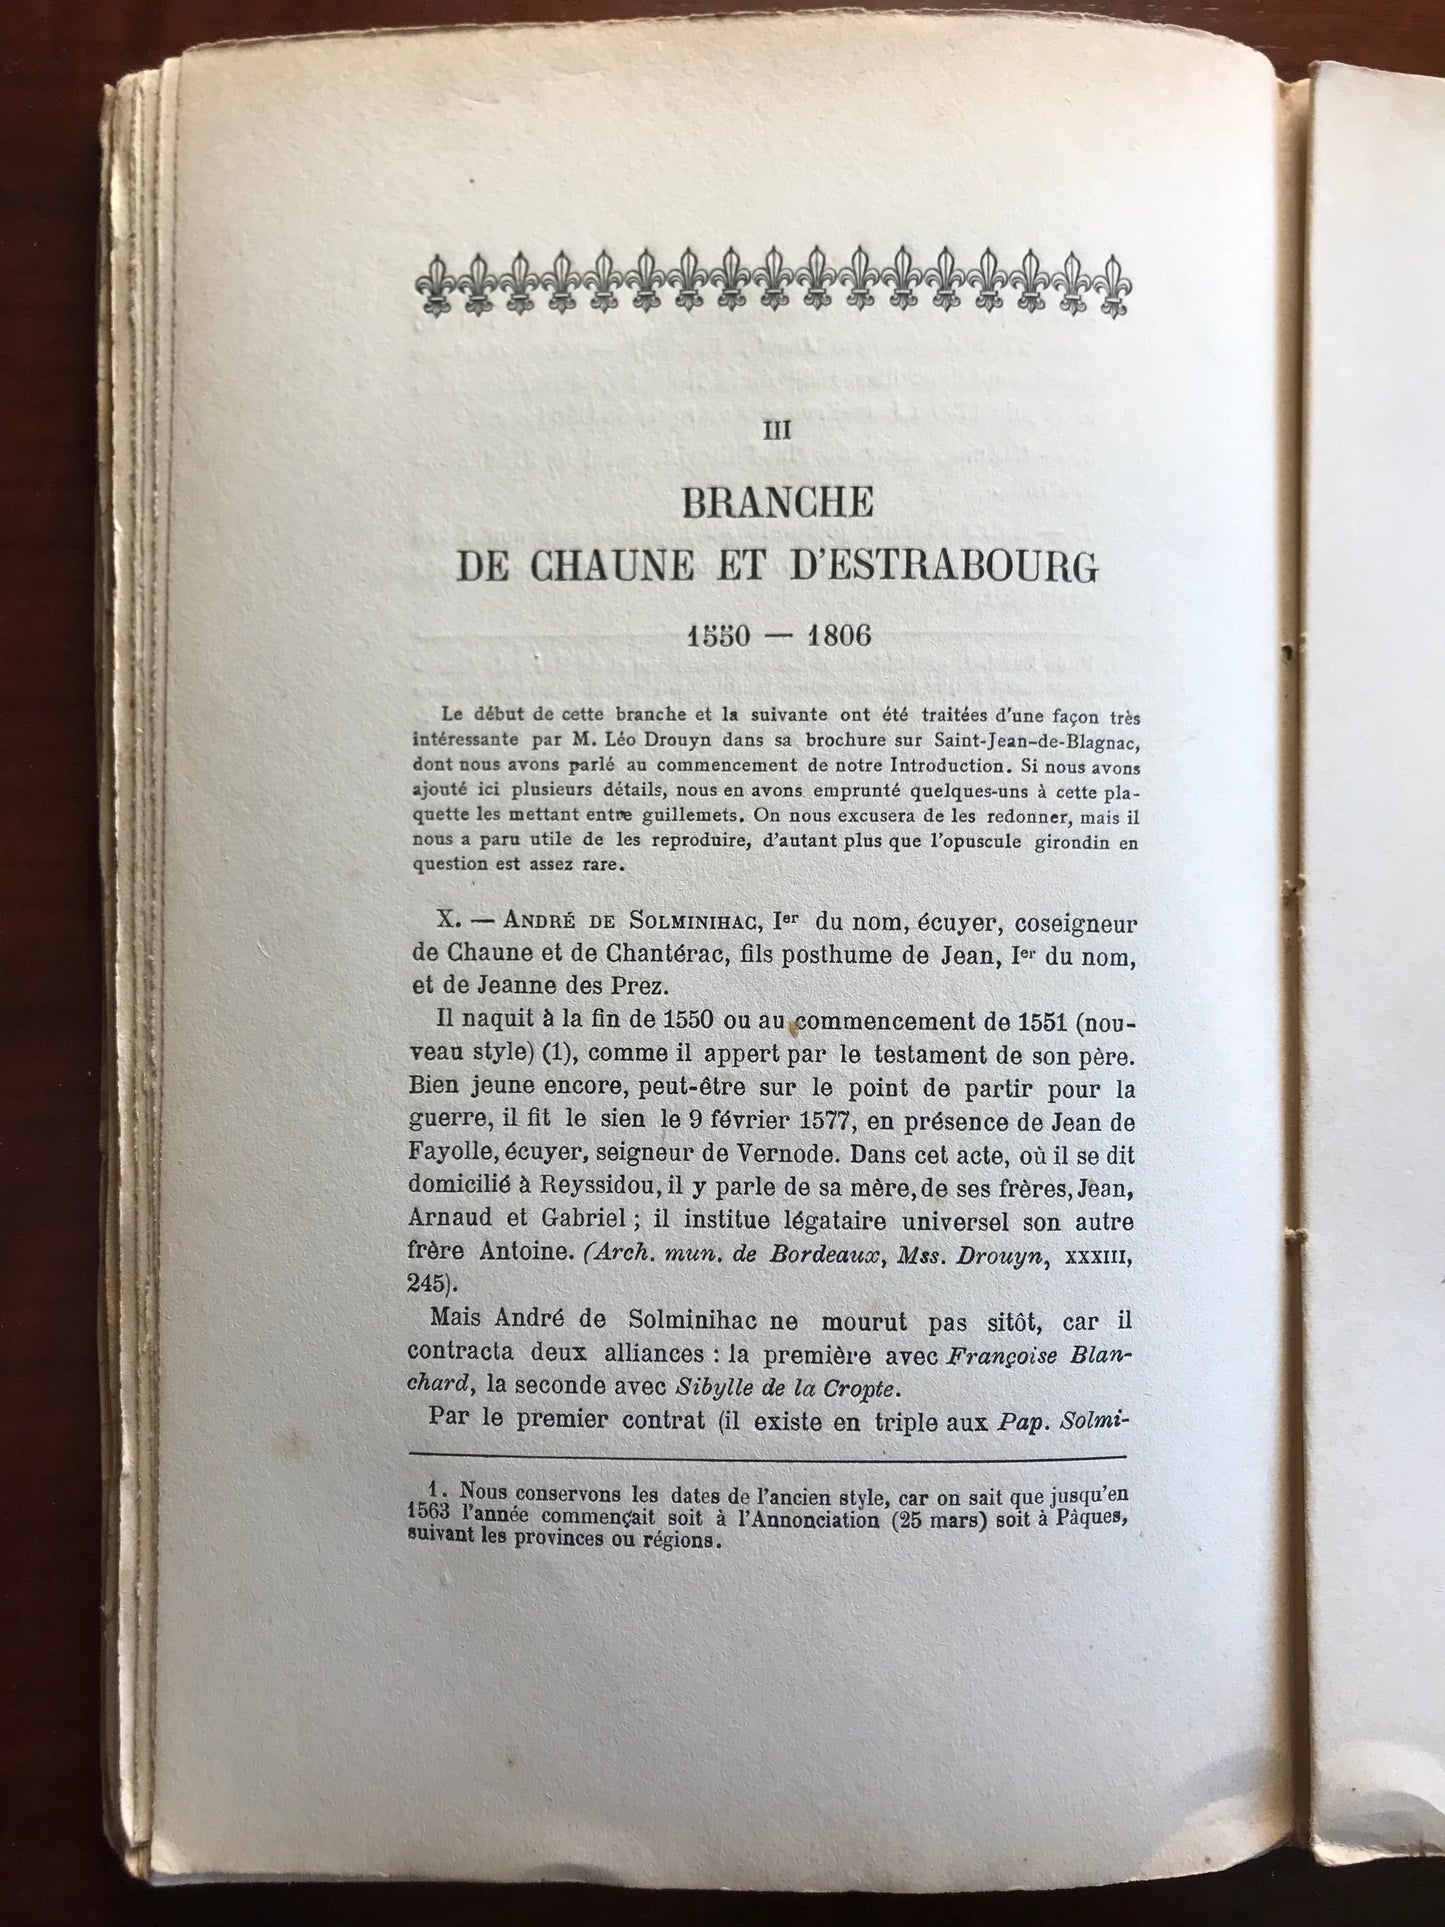 III
BRANCHE
DE CHAUNE ET D'ESTRABOURG
1550 — 1806
Le début de cette branche et la suivante ont été traitées d'une façon très
intéressante par M. Léo Drouyn dans sa brochure sur Saint-Jean-de-Blagnac,
dont nous avons parlé au commencement de notre Introduction. Si nous avons
ajouté ici plusieurs détails, nous en avons emprunté quelques-uns à cette pla-
quette les mettant entre guillemets. On nous excusera de les redonner, mais il
nous a paru utile de les reproduire, d'autant plus que l'opuscule girondin en
question est assez rare.
X. — ANDRÉ DE SOLMINIHAC, Ier du nom, écuyer, coseigneur
de Chaune et de Chantérac, fils posthume de Jean, Ier du nom,
et de Jeanne des Prez.
Il naquit à la fin de 1550 ou au commencement de 1551 (nou-
veau style) (1), comme il appert par le testament de son père.
Bien jeune encore, peut-être sur le point de partir pour la
guerre, il fit le sien le 9 février 1577, en présence de Jean de
Fayolle, écuyer, seigneur de Vernode. Dans cet acte, où il se dit
domicilié à Reyssidou, il y parle de sa mère, de ses frères, Jean,
Arnaud et Gabriel ; il institue légataire universel son autre
frère Antoine. (Arch. mun. de Bordeaux, Mss. Drouyn, XXXIII,
245).
Mais André de Solminihac ne mourut pas sitôt, car il
contracta deux alliances : la première avec Françoise Blan-
chard, la seconde avec Sibylle de la Cropte.
Par le premier contrat (il existe en triple aux Pap. Solmi-
1. Nous conservons les dates de l'ancien style, car on sait que jusqu'en
1563 l'année commençait soit à l'Annonciation (25 mars) soit à Pâques,
suivant les provinces ou régions.